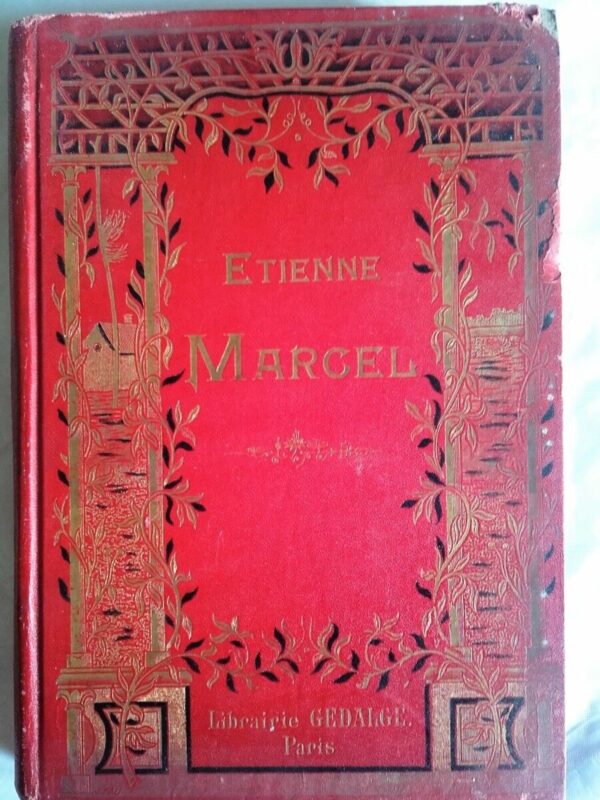 ETIENNE
MARCEL
Librairie GEDALGE.
Paris